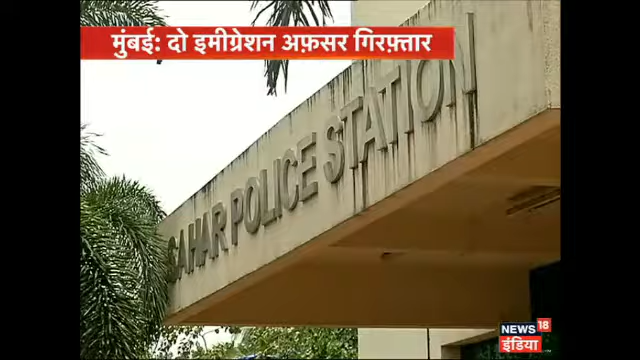 मुंबई: दो इमीग्रेशन अफ़सर गिरफ़्तार
SAHAR POLICE STATION
NEWS 18
इंडिया